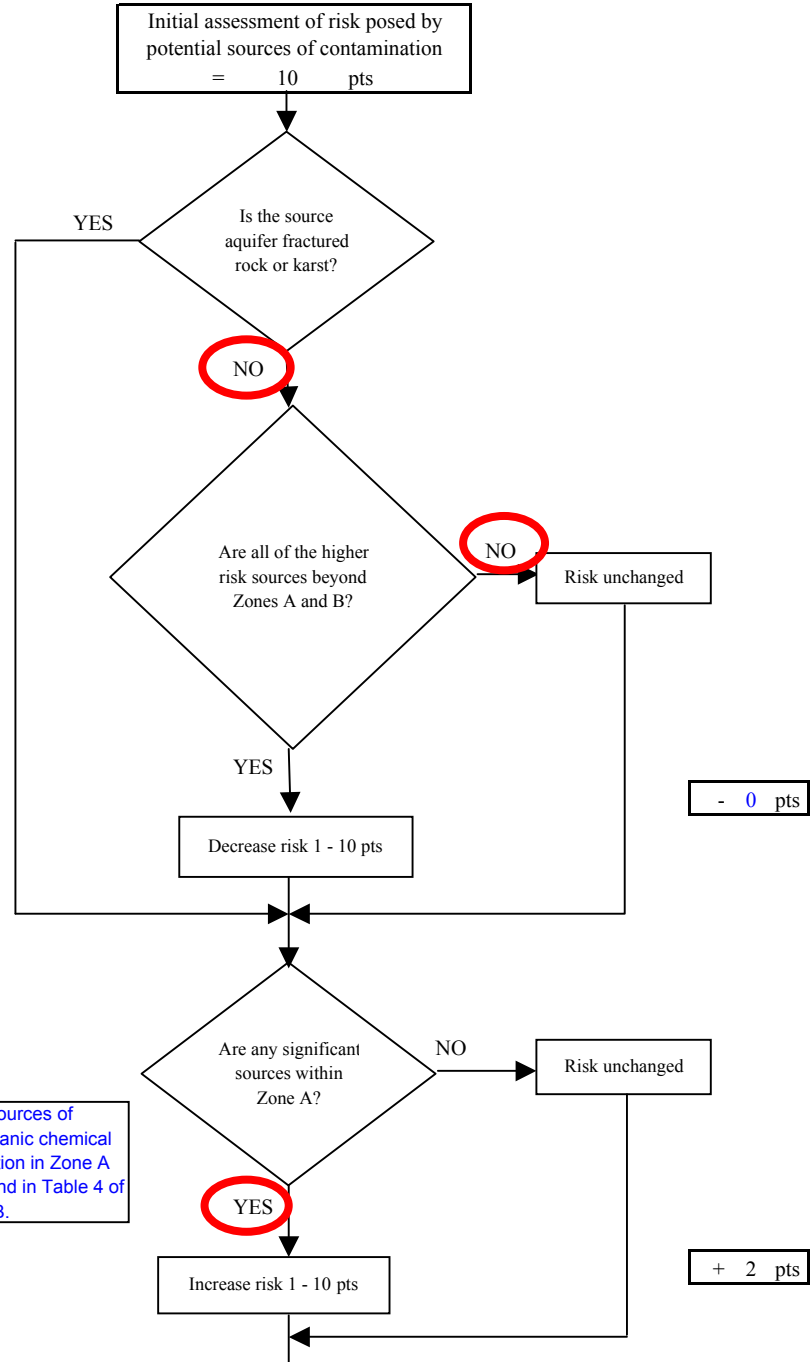 Initial assessment of risk posed by
potential sources of contamination
= 10 pts
Is the source
aquifer fractured
rock or karst?
YES
NO
Are all of the higher
risk sources beyond
Zones A and B?
NO
Risk unchanged
YES
- 0 pts
Decrease risk 1 - 10 pts
Are any significant
sources within
Zone A?
NO
Risk unchanged
ources of
anic chemical
tion in Zone A
nd in Table 4 of
3.
YES
+ 2 pts
Increase risk 1 - 10 pts